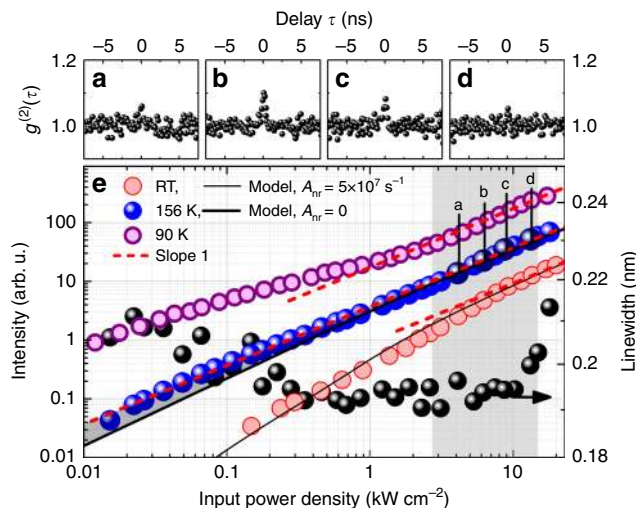 Delay τ (ns)
−5 0 5 −5 0 5 −5 0 5 −5 0 5
1.2
1.0
g(2)(τ)
a b c d
1.2
1.0
e
RT, Model, Anr = 5×10⁷ s⁻¹
156 K, Model, Anr = 0
90 K
Slope 1
a b c d
100
10
1
0.1
0.01
Intensity (arb. u.)
0.24
0.22
0.2
0.18
Linewidth (nm)
0.01 0.1 1 10
Input power density (kW cm⁻²)